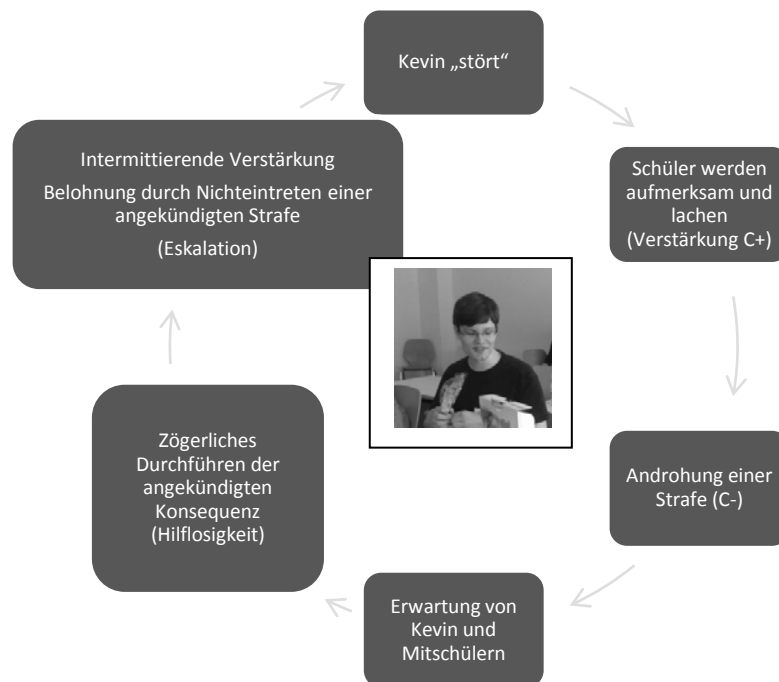 Kevin „stört“
Schüler werden
aufmerksam und
lachen
(Verstärkung C+)
Androhung einer
Strafe (C-)
Erwartung von
Kevin und
Mitschülern
Zögerliches
Durchführen der
angekündigten
Konsequenz
(Hilflosigkeit)
Intermittierende Verstärkung
Belohnung durch Nichteintreten einer
angekündigten Strafe
(Eskalation)